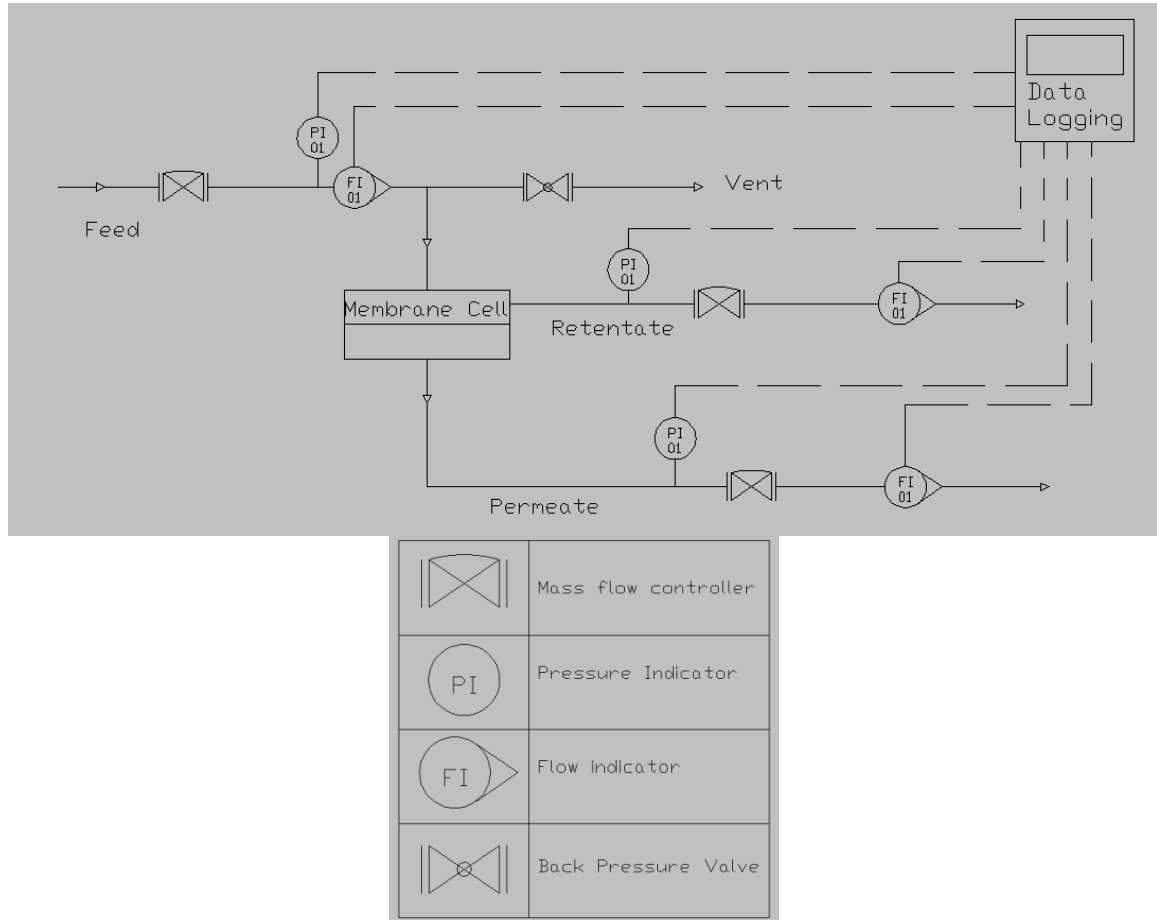 Data
Logging
PI
01
FI
01
Vent
Feed
PI
01
Membrane Cell
FI
01
Retentate
PI
01
FI
01
Permeate
Mass flow controller
PI
Pressure Indicator
FI
Flow indicator
Back Pressure Valve